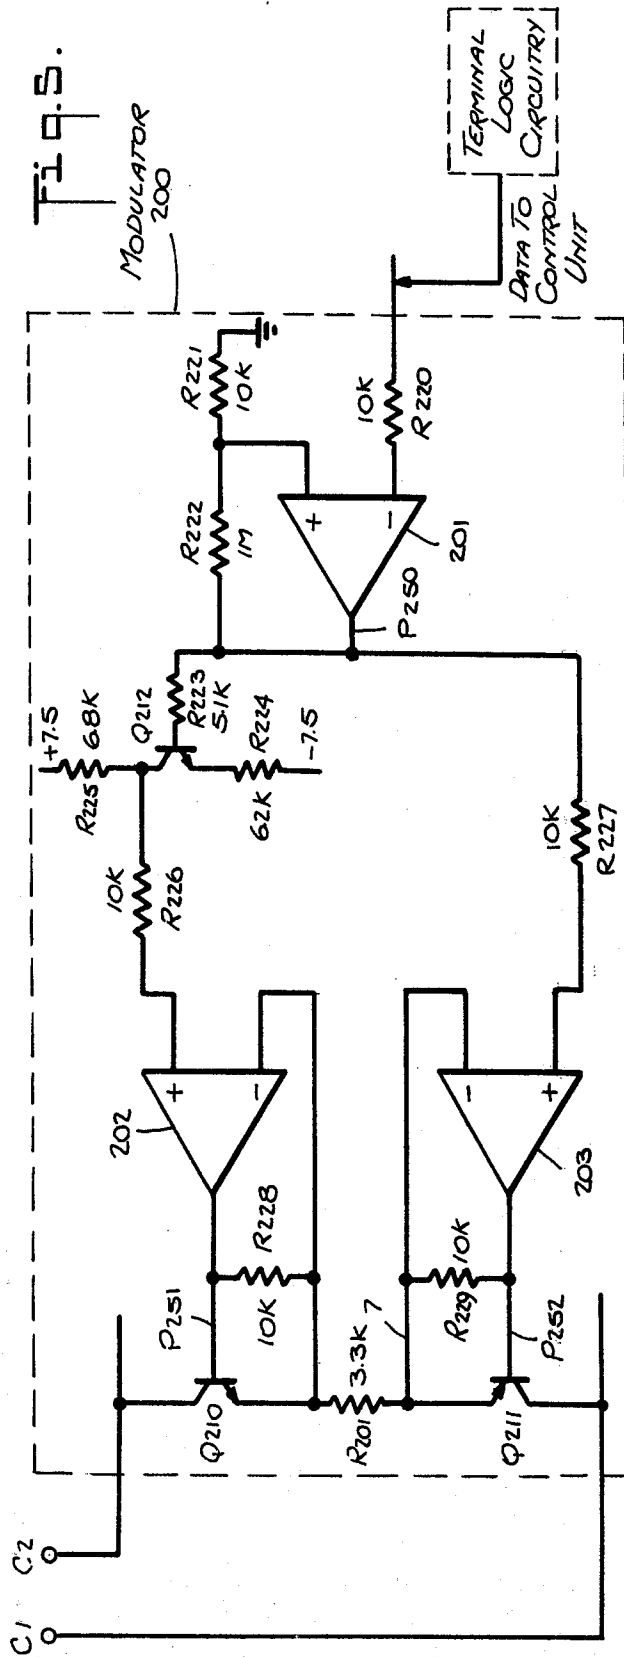 Fig.5.
MODULATOR
200
TERMINAL
LOGIC
CIRCUITRY
DATA TO
CONTROL
UNIT
R221
10K
10K
R220
R222
1M
+
-
201
P250
+7.5
68K
R225
Q212
R223
5.1K
R224
62K
-7.5
10K
R226
10K
R227
+
-
202
-
+
203
P251
R228
10K
10K
R229
P252
7
3.3K
R201
Q210
Q211
C2
C1